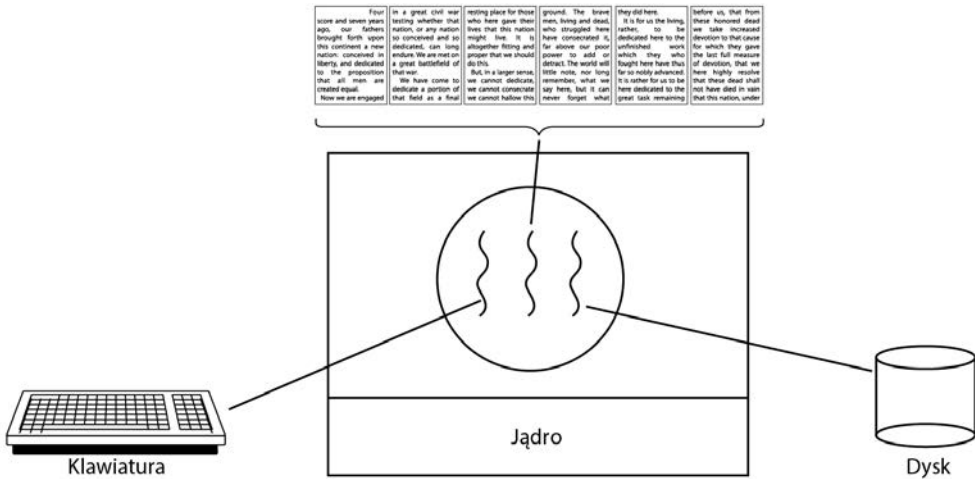 Four
score and seven years
ago, our fathers
brought forth upon
this continent a new
nation: conceived in
liberty, and dedicated
to the proposition
that all men are
created equal.
Now we are engaged
in a great civil war
testing whether that
nation, or any nation
so conceived and so
dedicated, can long
endure. We are met on
a great battlefield of
that war.
We have come to
dedicate a portion of
that field as a final
resting place for those
who here gave their
lives that this nation
might live. It is
altogether fitting and
proper that we should
do this.
But, in a larger sense,
we cannot dedicate,
we cannot consecrate
we cannot hallow this
ground. The brave
men, living and dead,
who struggled here
have consecrated it,
far above our poor
power to add or
detract. The world will
little note, nor long
remember, what we
say here, but it can
never forget what
they did here.
It is for us the living,
rather, to be
dedicated here to the
unfinished work
which they who
fought here have thus
far so nobly advanced.
It is rather for us to be
here dedicated to the
great task remaining
before us, that from
these honored dead
we take increased
devotion to that cause
for which they gave
the last full measure
of devotion, that we
here highly resolve
that these dead shall
not have died in vain
that this nation, under
Klawiatura
Jądro
Dysk